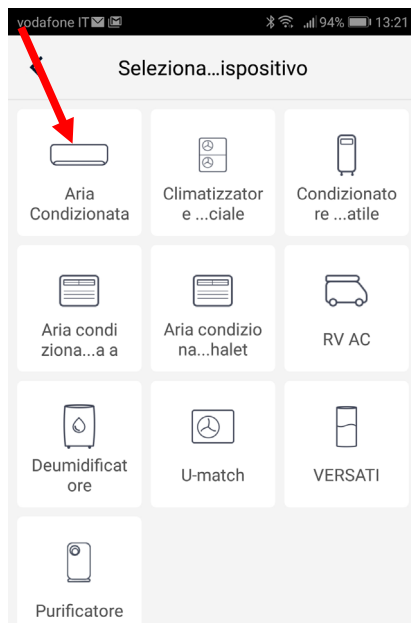 vodafone IT 94% 13:21
Seleziona...ispositivo
Aria
Condizionata
Climatizzator
e ...ciale
Condizionato
re ...atile
Aria condi
ziona...a a
Aria condizio
na...halet
RV AC
Deumidificat
ore
U-match
VERSATI
Purificatore